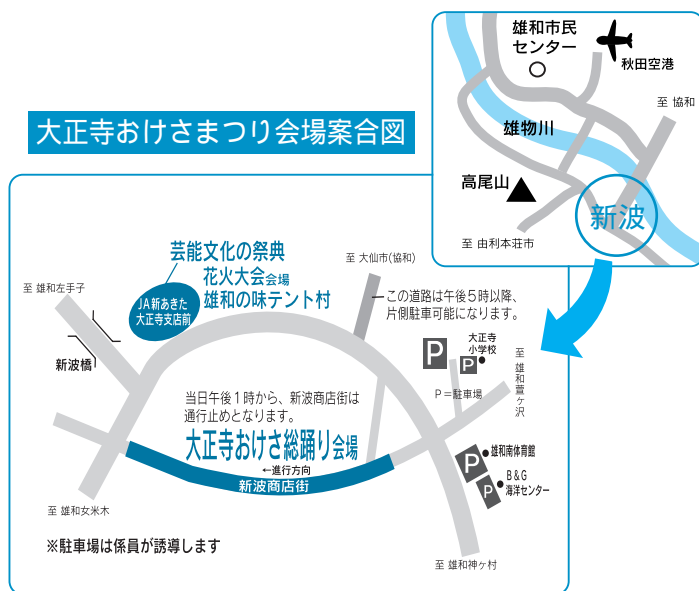 雄和市民
センター
秋田空港
至 協和
大正寺おけさまつり会場案合図
雄物川
高尾山
新波
至 由利本荘市
芸能文化の祭典
花火大会会場
雄和の味テント村
至 大仙市(協和)
至 雄和左手子
JA新あきた
大正寺支店前
この道路は午後5時以降、
片側駐車可能になります。
新波橋
大正寺
小学校
P
P
至 雄和萱ヶ沢
P=駐車場
当日午後1時から、新波商店街は
通行止めとなります。
大正寺おけさ総踊り会場
←進行方向
新波商店街
雄和南体育館
P
B&G
海洋センター
P
至 雄和女米木
※駐車場は係員が誘導します
至 雄和神ヶ村